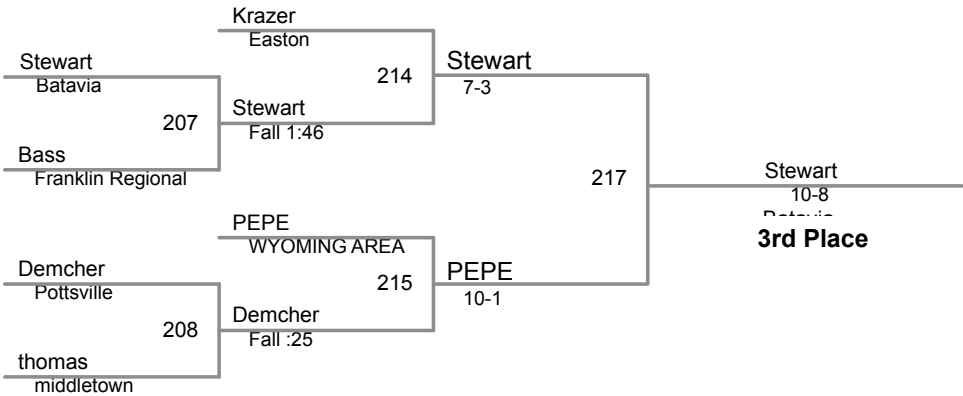 Krazer
Easton
Stewart
Batavia
214
Stewart
7-3
207
Stewart
Fall 1:46
Bass
Franklin Regional
217
Stewart
10-8
3rd Place
PEPE
WYOMING AREA
Demcher
Pottsville
215
PEPE
10-1
208
Demcher
Fall :25
thomas
middletown